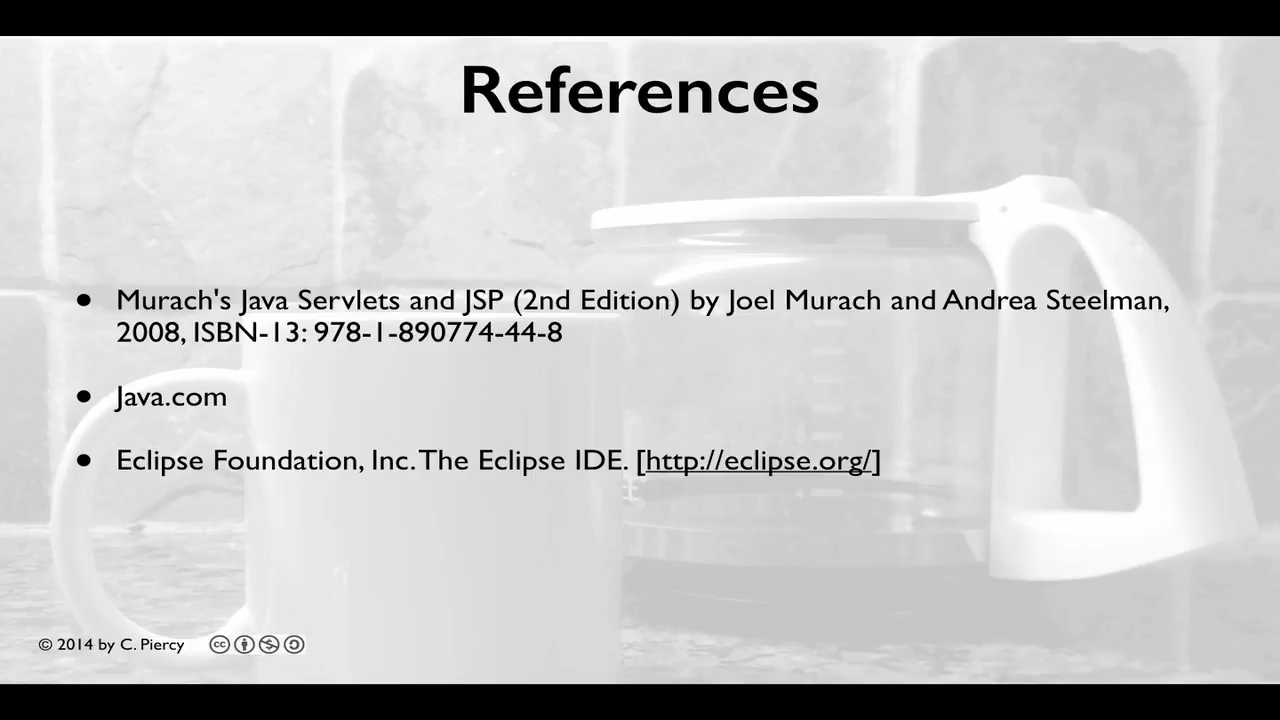 References
• Murach's Java Servlets and JSP (2nd Edition) by Joel Murach and Andrea Steelman,
2008, ISBN-13: 978-1-890774-44-8
• Java.com
• Eclipse Foundation, Inc. The Eclipse IDE. [http://eclipse.org/]
© 2014 by C. Piercy